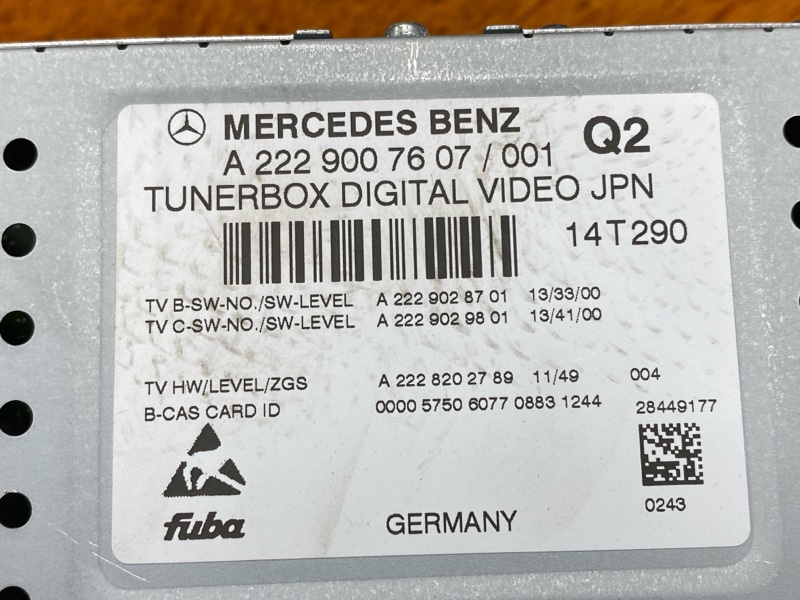 MERCEDES BENZ Q2
A 222 900 76 07 / 001
TUNERBOX DIGITAL VIDEO JPN
14T290
TV B-SW-NO./SW-LEVEL A 222 902 87 01 13/33/00
TV C-SW-NO./SW-LEVEL A 222 902 98 01 13/41/00
TV HW/LEVEL/ZGS A 222 820 27 89 11/49 004
B-CAS CARD ID 0000 5750 6077 0883 1244 28449177
0243
fuba GERMANY